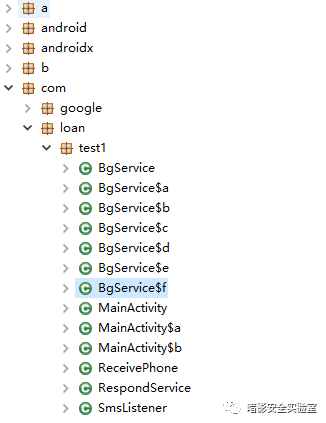 a
android
androidx
b
com
google
loan
test1
BgService
BgService$a
BgService$b
BgService$c
BgService$d
BgService$e
BgService$f
MainActivity
MainActivity$a
MainActivity$b
ReceivePhone
RespondService
SmsListener
暗影安全实验室